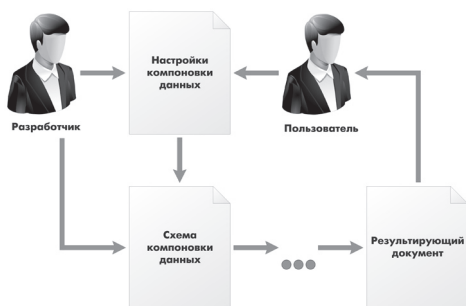 Настройки
компоновки
данных
Разработчик
Пользователь
Схема
компоновки
данных
Результирующий
документ